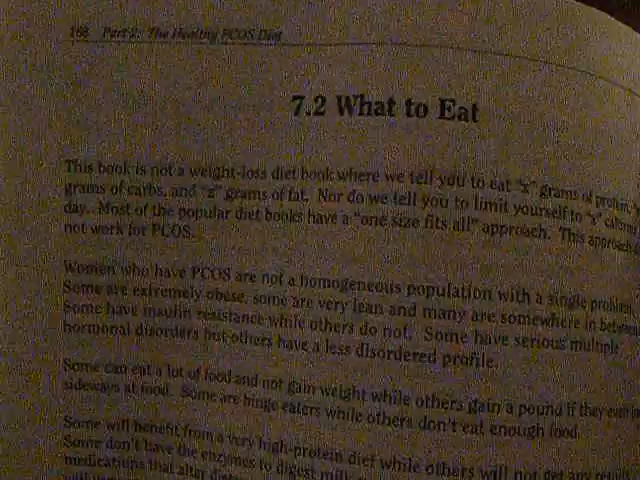 168 Part 2: The Healthy PCOS Diet
7.2 What to Eat
This book is not a weight-loss diet book where we tell you to eat "x" grams of protein, "y"
grams of carbs, and "z" grams of fat. Nor do we tell you to limit yourself to "x" calories
day. Most of the popular diet books have a "one size fits all" approach. This approach
not work for PCOS.
Women who have PCOS are not a homogeneous population with a single problem.
Some are extremely obese, some are very lean and many are somewhere in between.
Some have insulin resistance while others do not. Some have serious multiple
hormonal disorders but others have a less disordered profile.
Some can eat a lot of food and not gain weight while others gain a pound if they even
sideways at food. Some are binge eaters while others don't eat enough food.
Some will benefit from a very high-protein diet while others will not get any
Some don't have the enzymes to digest
medications that alter